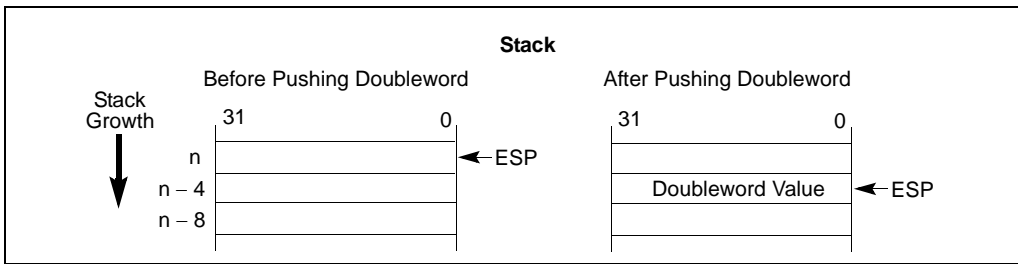 Stack
Before Pushing Doubleword
After Pushing Doubleword
Stack
Growth
31 0
31 0
n
ESP
n − 4
Doubleword Value
ESP
n − 8